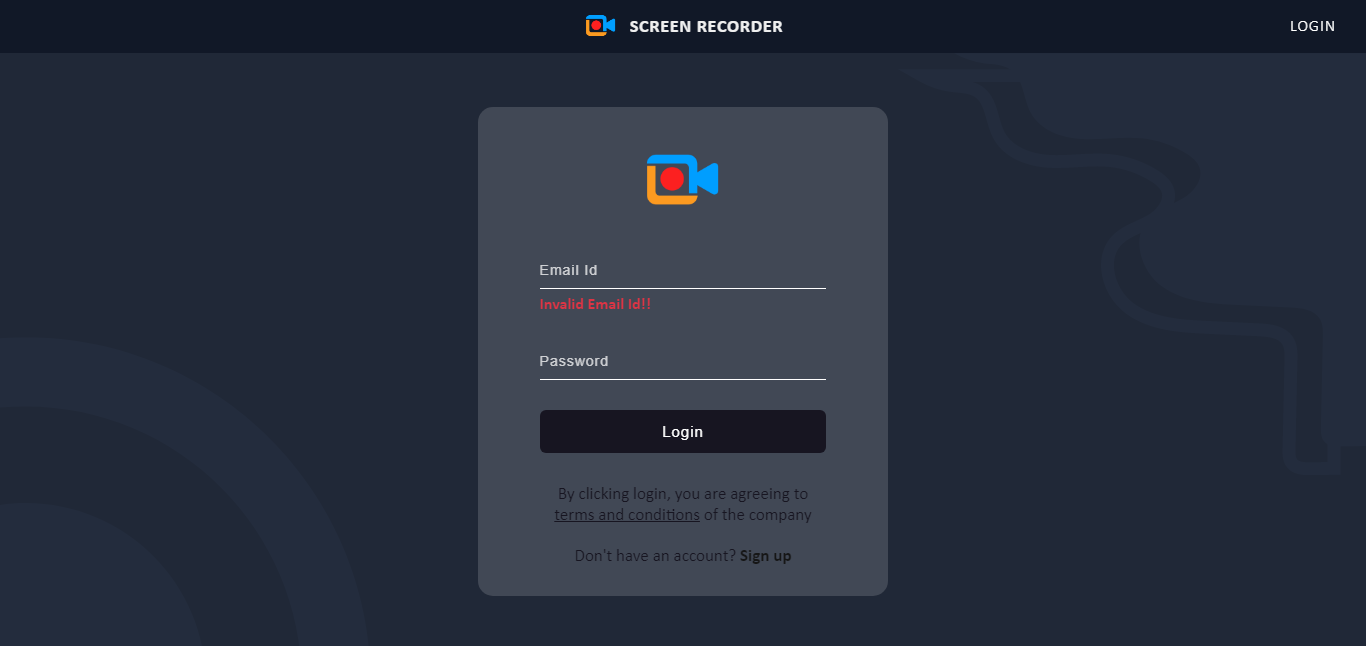 SCREEN RECORDER
LOGIN
Email Id
Invalid Email Id!!
Password
Login
By clicking login, you are agreeing to
terms and conditions of the company
Don't have an account? Sign up